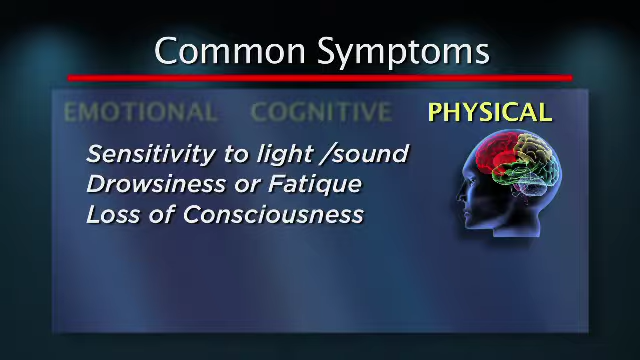 Common Symptoms
EMOTIONAL COGNITIVE PHYSICAL
Sensitivity to light /sound
Drowsiness or Fatique
Loss of Consciousness